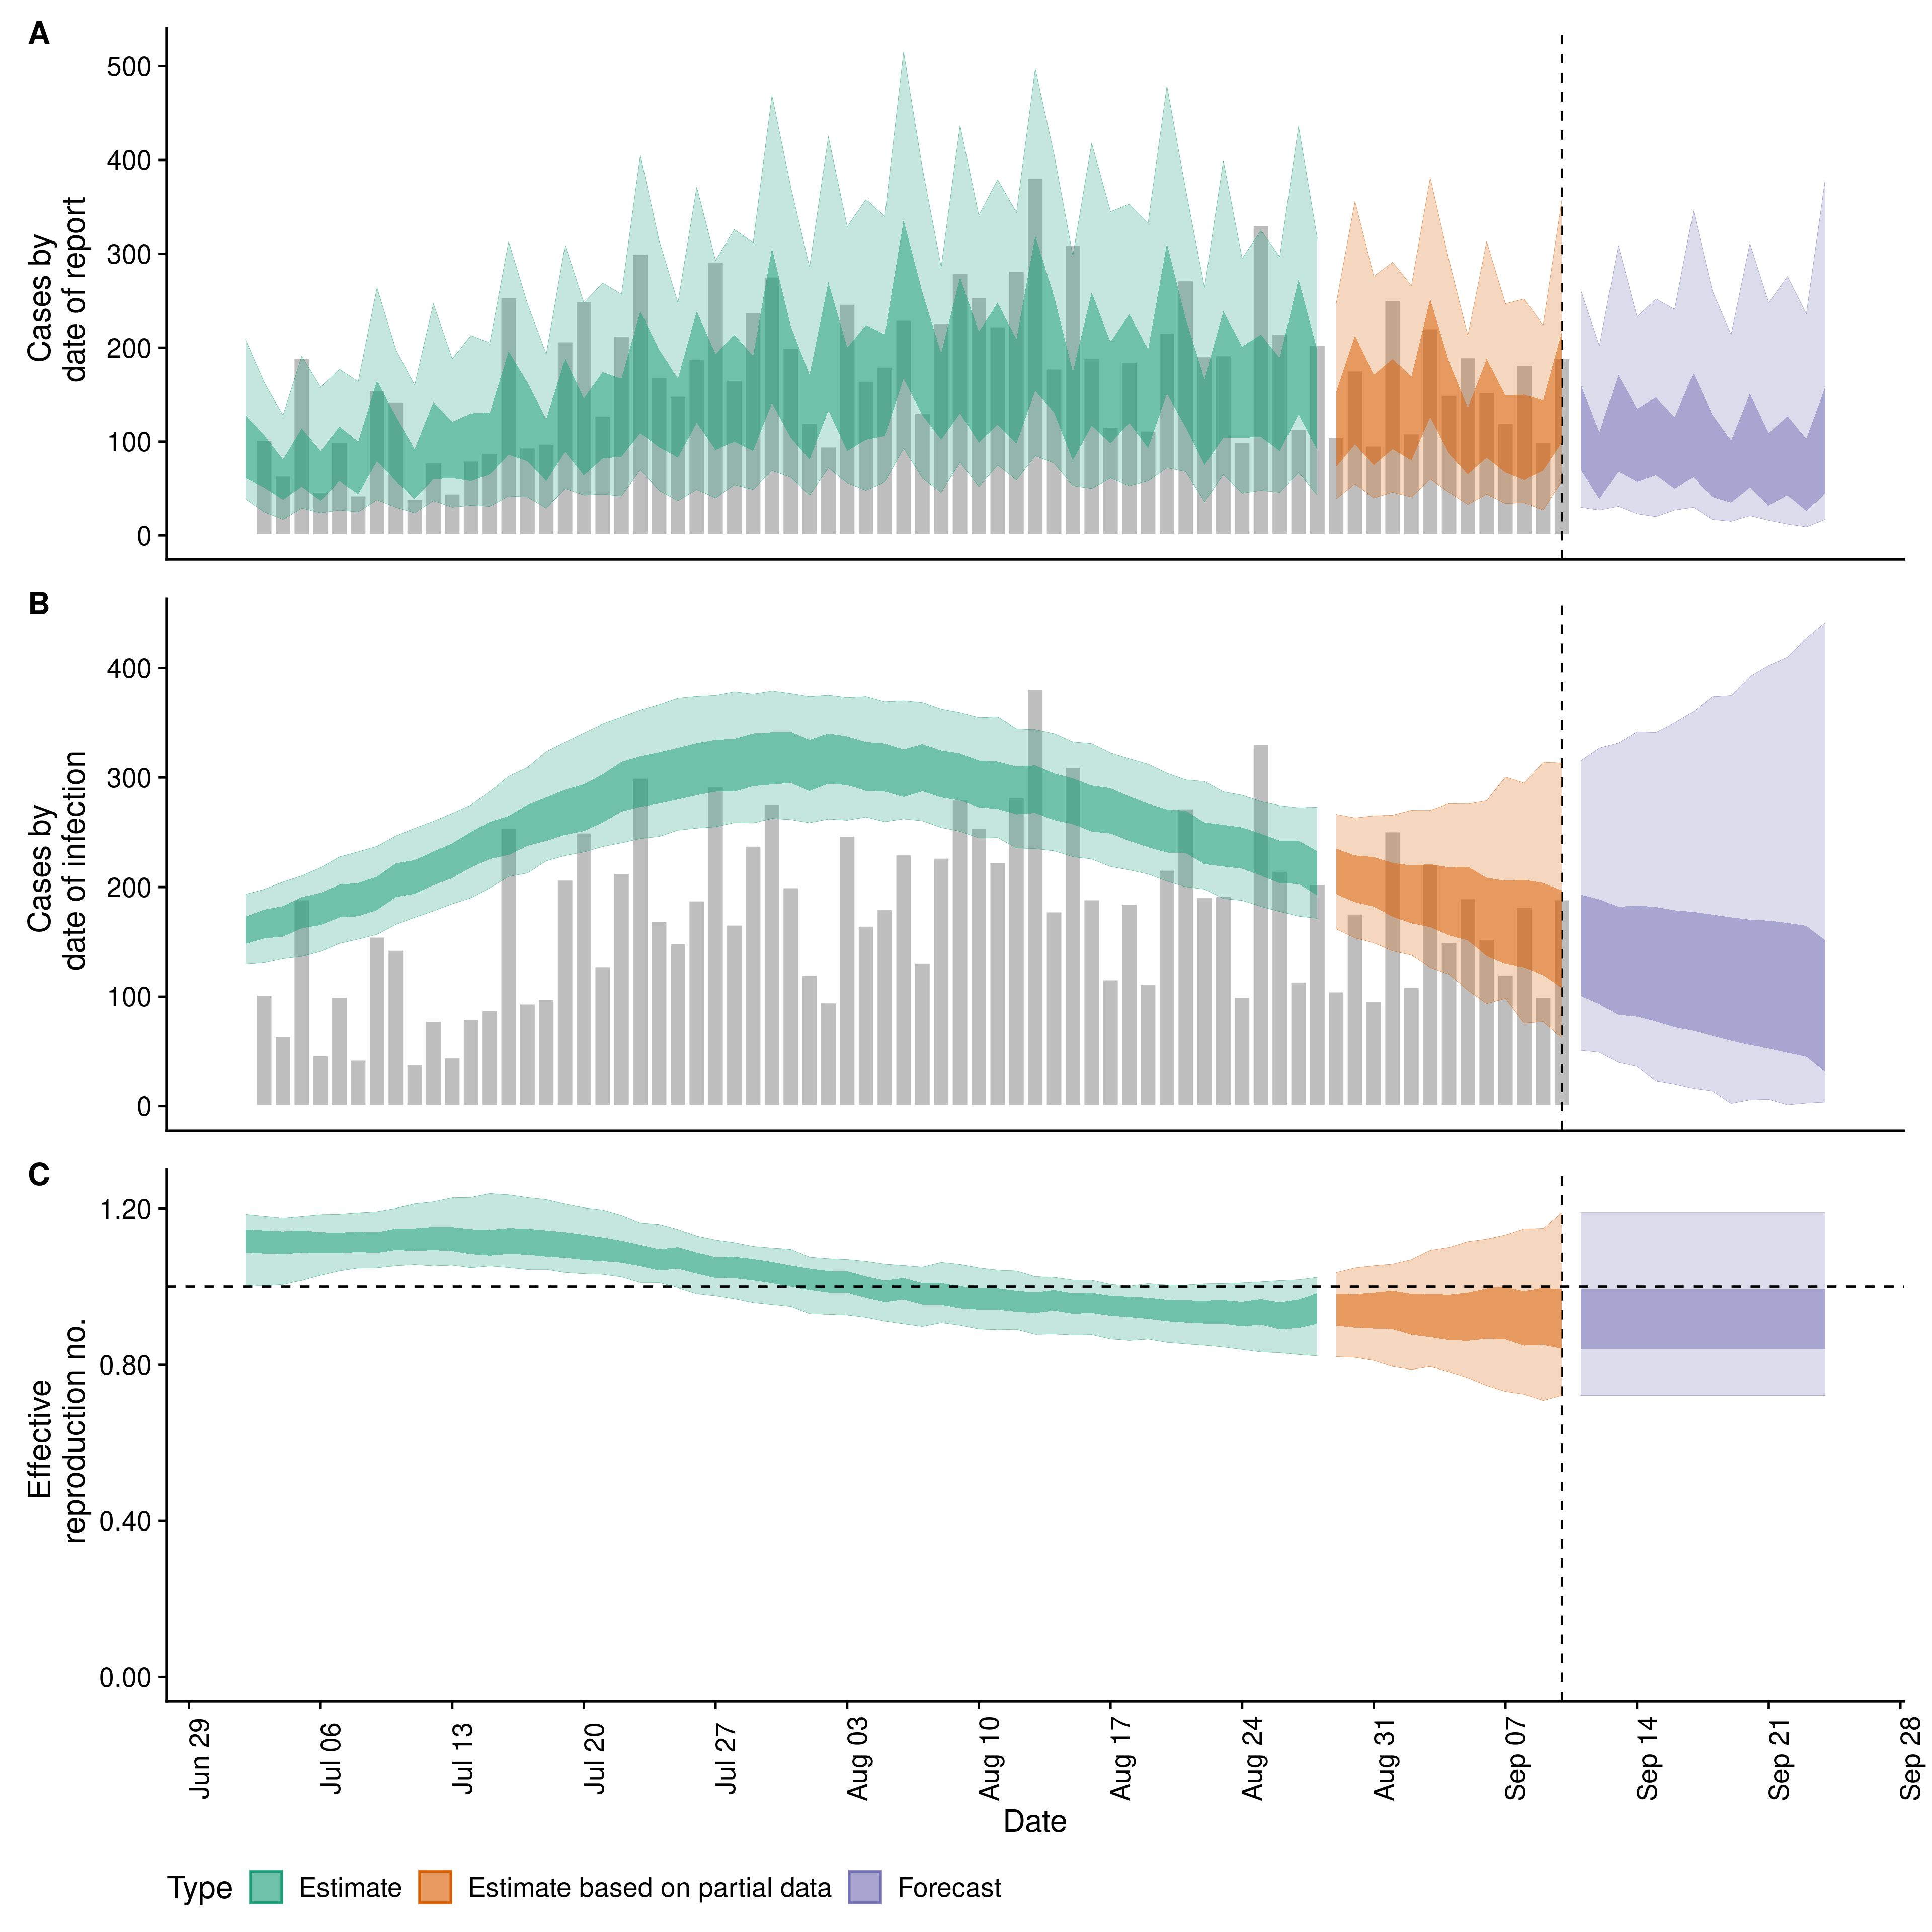 A
500
400
300
200
100
0
Cases by
date of report
B
400
300
200
100
0
Cases by
date of infection
C
1.20
0.80
0.40
0.00
Effective
reproduction no.
Jun 29
Jul 06
Jul 13
Jul 20
Jul 27
Aug 03
Aug 10
Aug 17
Aug 24
Aug 31
Sep 07
Sep 14
Sep 21
Sep 28
Date
Type Estimate Estimate based on partial data Forecast